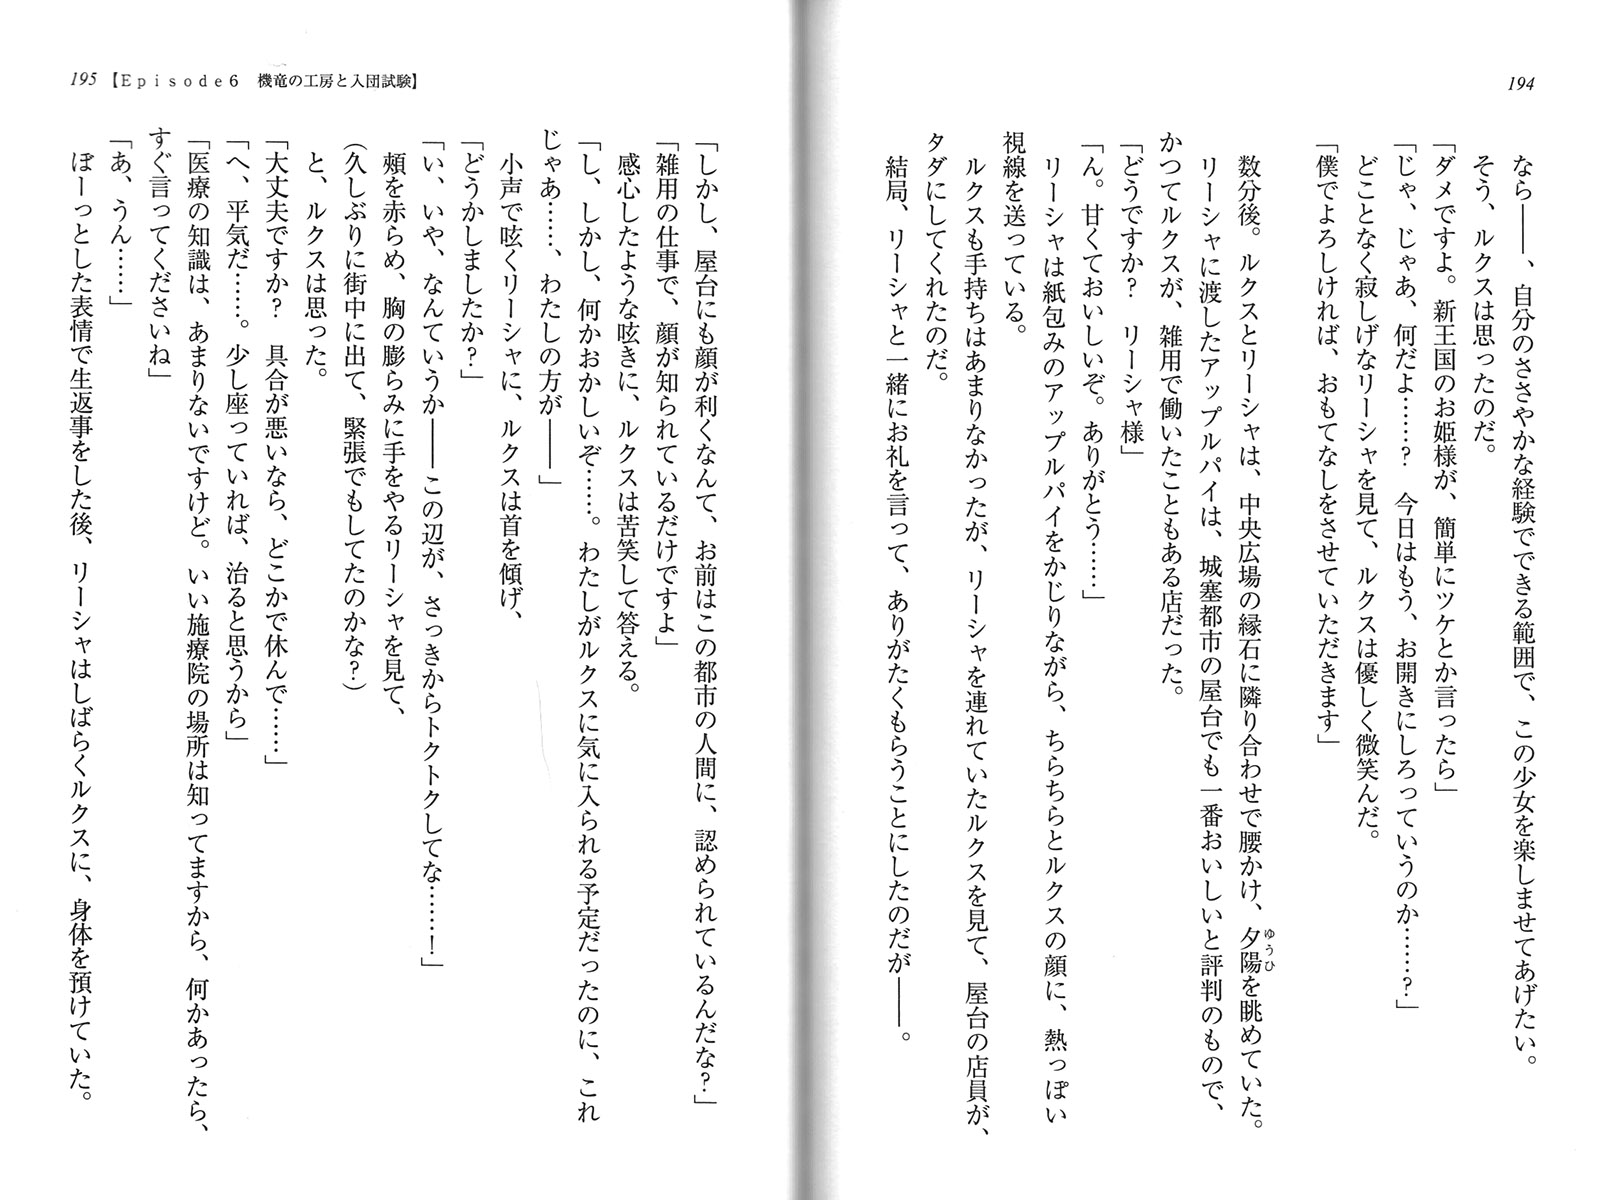 194
なら――、自分のささやかな経験でできる範囲で、この少女を楽しませてあげたい。
そう、ルクスは思ったのだ。
「ダメですよ。新王国のお姫様が、簡単にツケとか言ったら」
「じゃ、じゃあ、何だよ……？　今日はもう、お開きにしろっていうのか……？」
どことなく寂しげなリーシャを見て、ルクスは優しく微笑んだ。
「僕でよろしければ、おもてなしをさせていただきます」
数分後。ルクスとリーシャは、中央広場の縁石に隣り合わせで腰かけ、夕陽を眺めていた。
ゆうひ
リーシャに渡したアップルパイは、城塞都市の屋台でも一番おいしいと評判のもので、
かつてルクスが、雑用で働いたこともある店だった。
「どうですか？　リーシャ様」
「ん。甘くておいしいぞ。ありがとう……」
リーシャは紙包みのアップルパイをかじりながら、ちらちらとルクスの顔に、熱っぽい
視線を送っている。
ルクスも手持ちはあまりなかったが、リーシャを連れていたルクスを見て、屋台の店員が、
タダにしてくれたのだ。
結局、リーシャと一緒にお礼を言って、ありがたくもらうことにしたのだが――。
195【Episode6　機竜の工房と入団試験】
「しかし、屋台にも顔が利くなんて、お前はこの都市の人間に、認められているんだな？」
「雑用の仕事で、顔が知られているだけですよ」
感心したような呟きに、ルクスは苦笑して答える。
「し、しかし、何かおかしいぞ……。わたしがルクスに気に入られる予定だったのに、これ
じゃあ……、わたしの方が――」
小声で呟くリーシャに、ルクスは首を傾げ、
「どうかしましたか？」
「い、いや、なんていうか――この辺が、さっきからトクトクしてな……！」
頰を赤らめ、胸の膨らみに手をやるリーシャを見て、
（久しぶりに街中に出て、緊張でもしてたのかな？）
と、ルクスは思った。
「大丈夫ですか？　具合が悪いなら、どこかで休んで……」
「へ、平気だ……。少し座っていれば、治ると思うから」
「医療の知識は、あまりないですけど。いい施療院の場所は知ってますから、何かあったら、
すぐ言ってくださいね」
「あ、うん……」
ぼーっとした表情で生返事をした後、リーシャはしばらくルクスに、身体を預けていた。